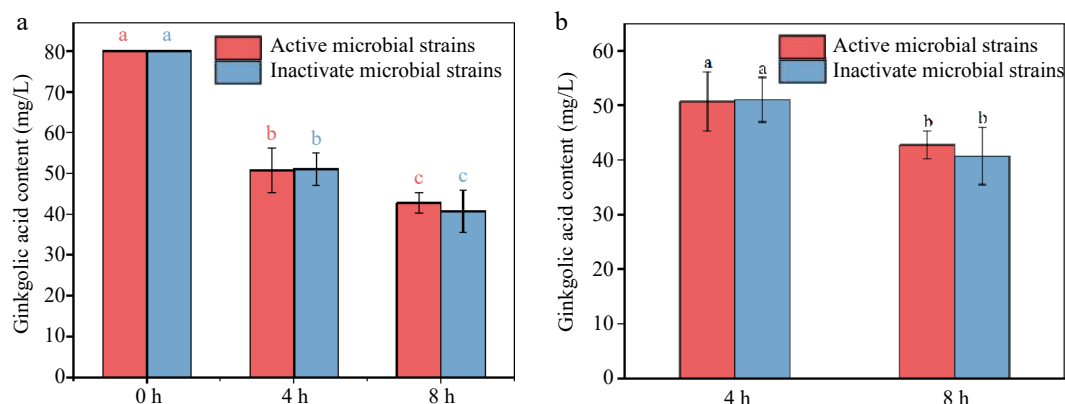 a
Ginkgolic acid content (mg/L)
80
70
60
50
40
30
20
10
0
a a
b b
c c
Active microbial strains
Inactivate microbial strains
0 h 4 h 8 h
b
Ginkgolic acid content (mg/L)
60
50
40
30
20
10
0
a a
b b
Active microbial strains
Inactivate microbial strains
4 h 8 h